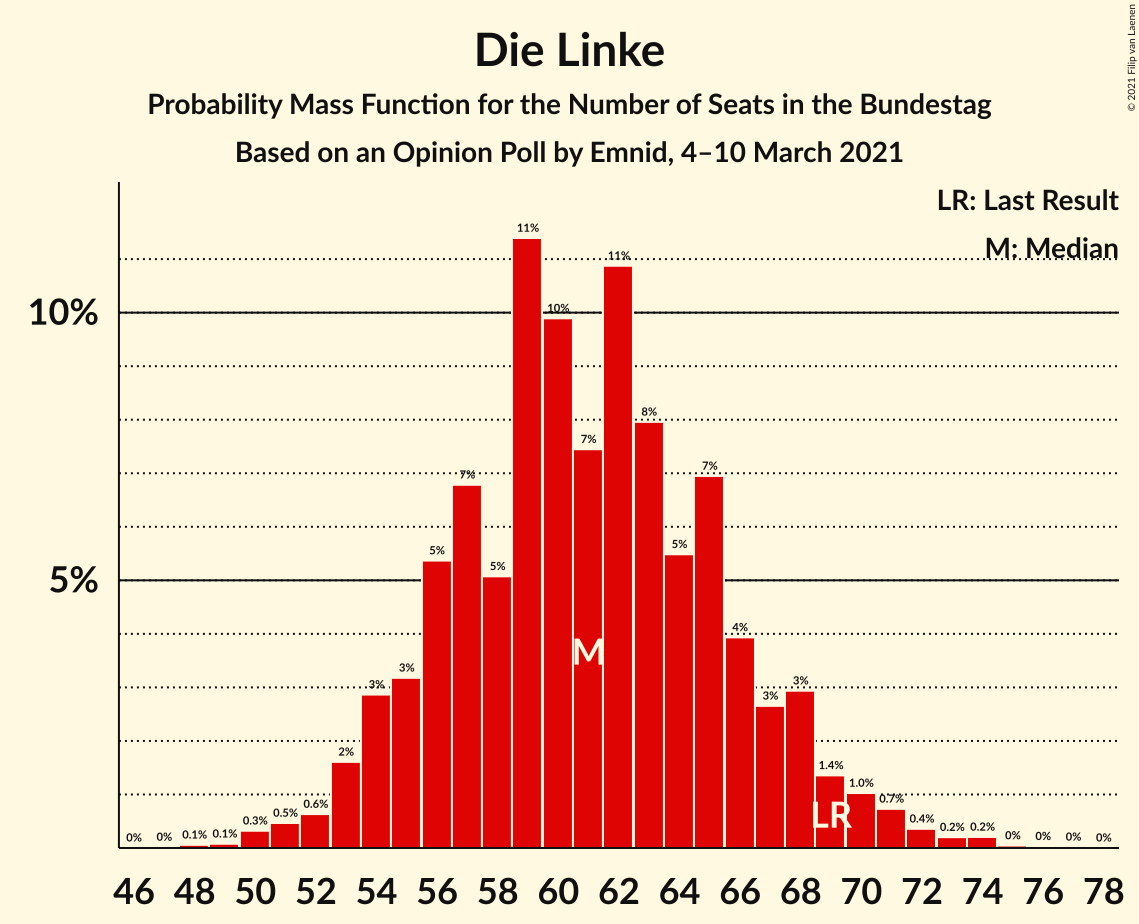 Die Linke
Probability Mass Function for the Number of Seats in the Bundestag
Based on an Opinion Poll by Emnid, 4–10 March 2021
© 2021 Filip van Laenen
LR: Last Result
M: Median
10%
5%
0% 0% 0.1% 0.1% 0.3% 0.5% 0.6% 2% 3% 3% 5% 7% 5% 11% 10% 7% 11% 8% 5% 7% 4% 3% 3% 1.4% 1.0% 0.7% 0.4% 0.2% 0.2% 0% 0% 0% 0%
M
LR
46 48 50 52 54 56 58 60 62 64 66 68 70 72 74 76 78